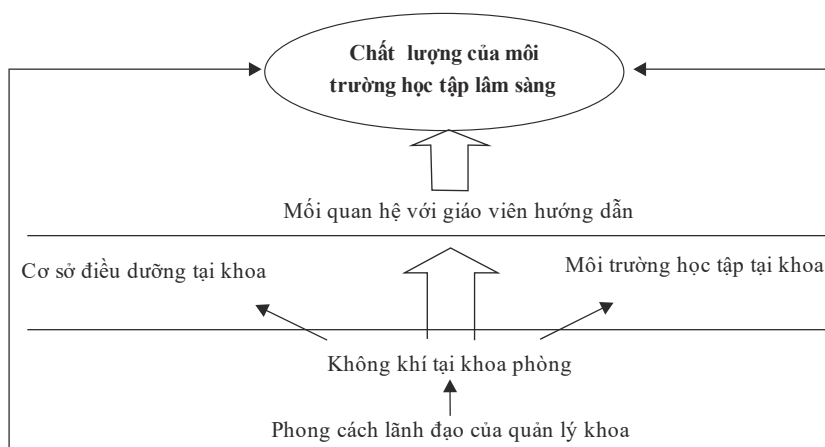 Chất lượng của môi
trường học tập lâm sàng
Mối quan hệ với giáo viên hướng dẫn
Cơ sở điều dưỡng tại khoa
Môi trường học tập tại khoa
Không khí tại khoa phòng
Phong cách lãnh đạo của quản lý khoa